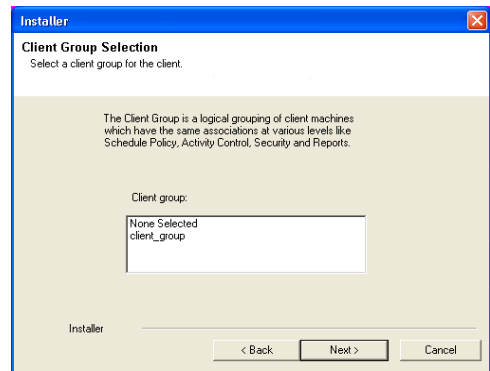 Installer
Client Group Selection
Select a client group for the client.
The Client Group is a logical grouping of client machines
which have the same associations at various levels like
Schedule Policy, Activity Control, Security and Reports.
Client group:
None Selected
client_group
Installer
< Back
Next >
Cancel